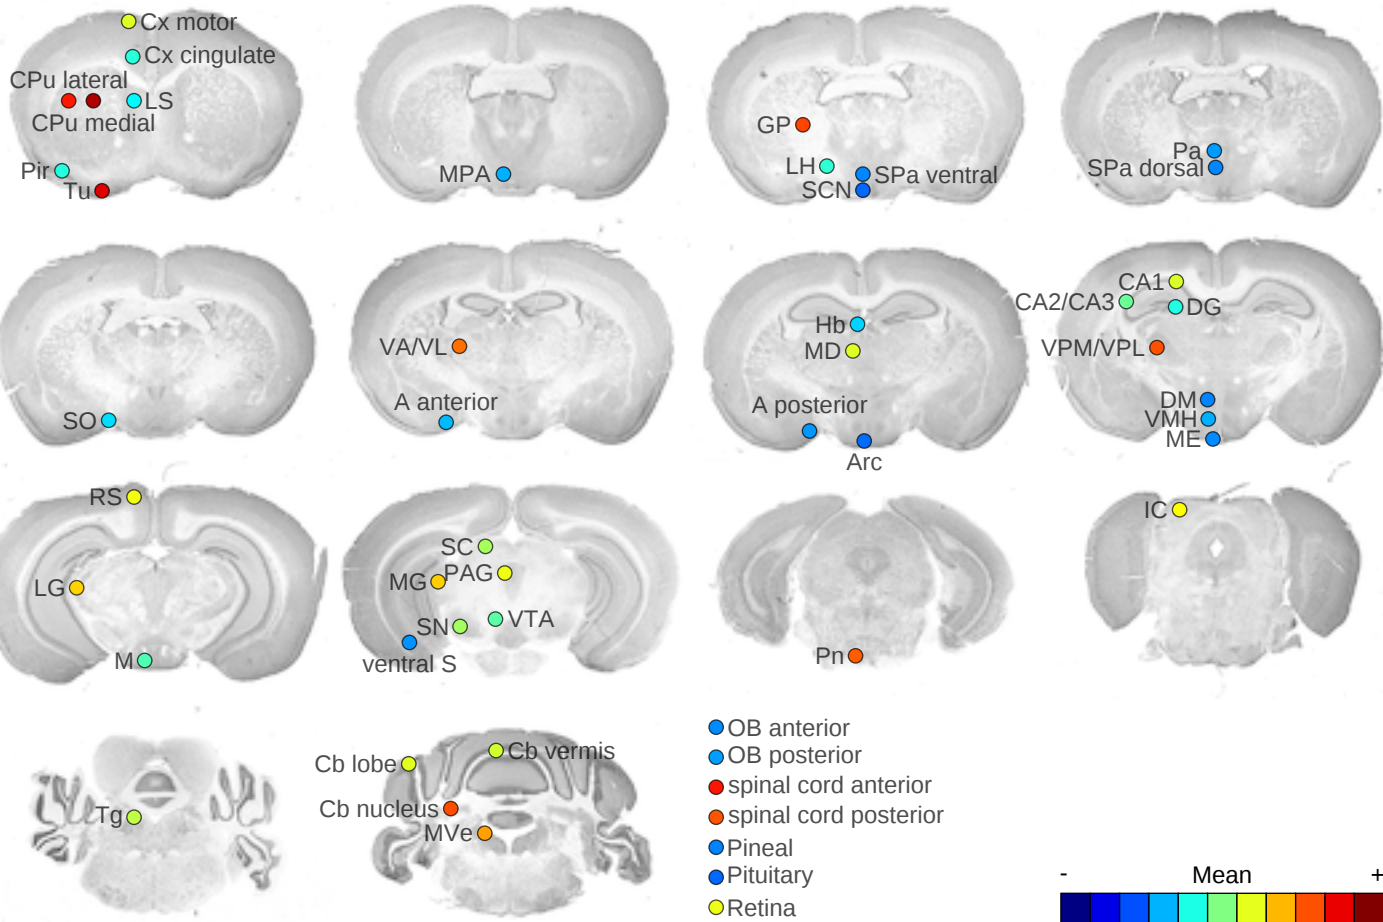 Cx motor
Cx cingulate
CPu lateral
LS
CPu medial
Pir
Tu
MPA
GP
LH
SPa ventral
SCN
Pa
SPa dorsal
SO
VA/VL
A anterior
Hb
MD
A posterior
Arc
CA1
CA2/CA3
DG
VPM/VPL
DM
VMH
ME
RS
LG
M
SC
MG
PAG
SN
VTA
ventral S
Pn
IC
Tg
Cb lobe
Cb vermis
Cb nucleus
MVe
OB anterior
OB posterior
spinal cord anterior
spinal cord posterior
Pineal
Pituitary
Retina
- Mean +